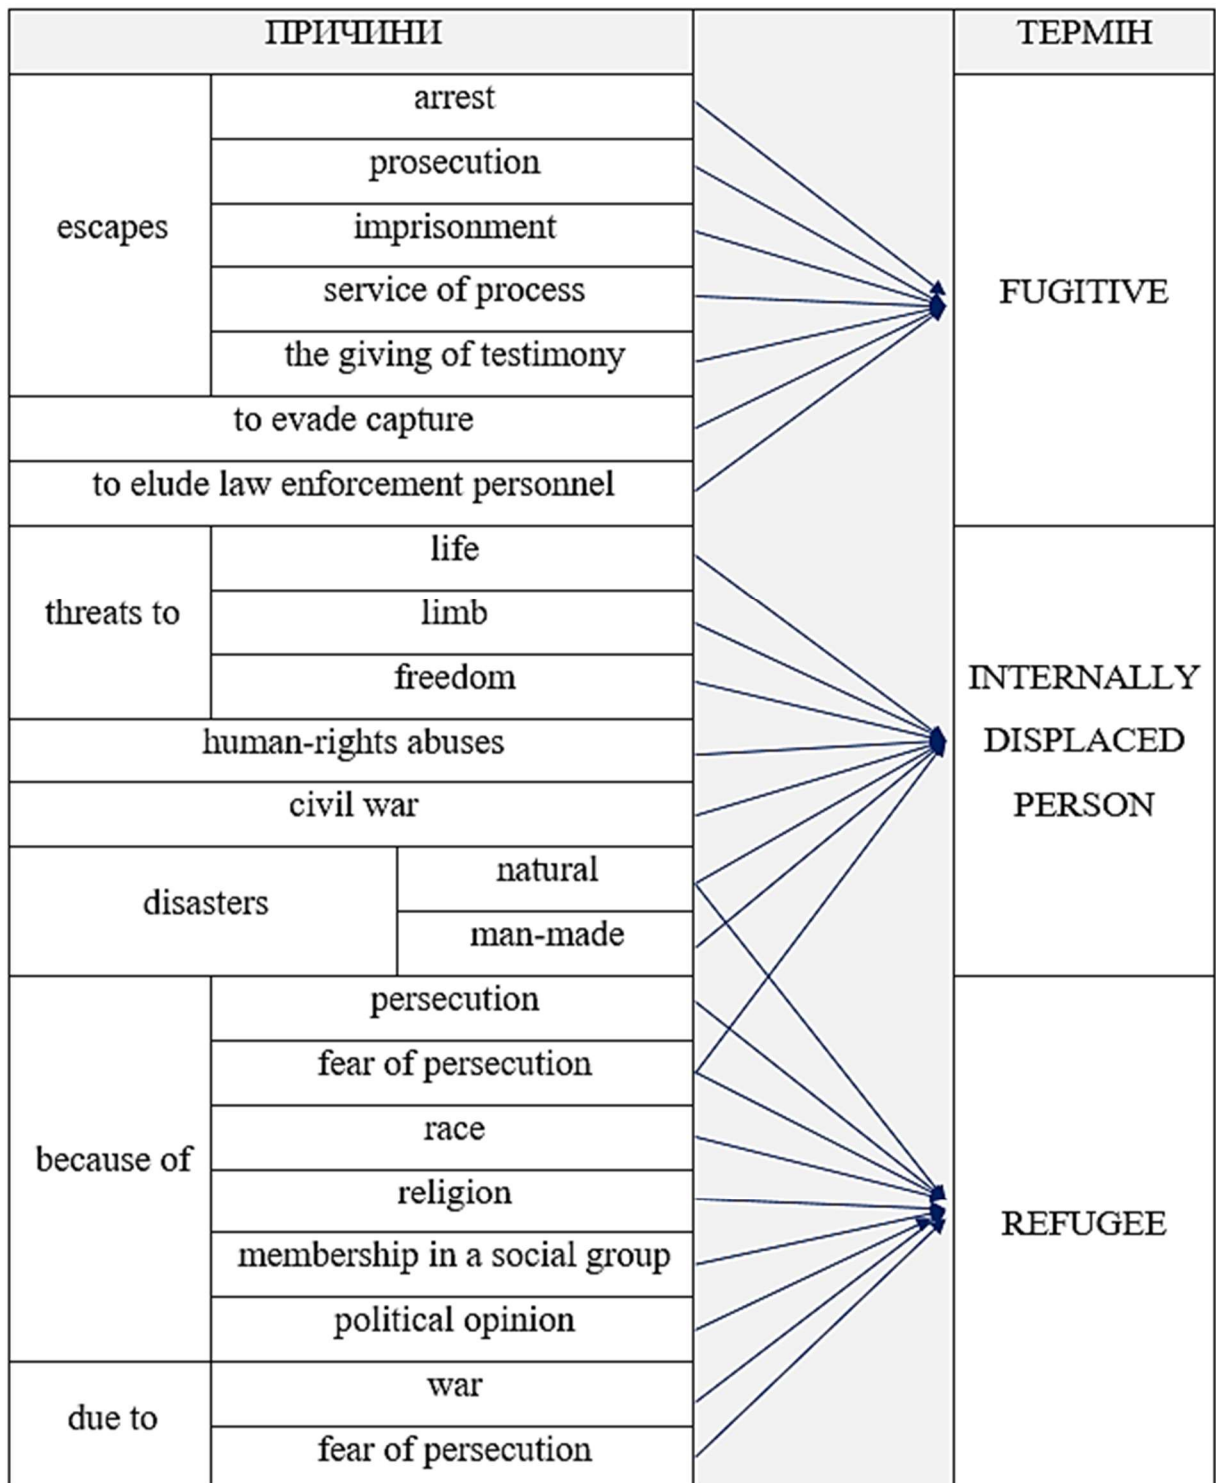 ПРИЧИНИ
ТЕРМІН
escapes
arrest
prosecution
imprisonment
service of process
the giving of testimony
to evade capture
to elude law enforcement personnel
FUGITIVE
threats to
life
limb
freedom
human-rights abuses
civil war
disasters
natural
man-made
INTERNALLY
DISPLACED
PERSON
because of
persecution
fear of persecution
race
religion
membership in a social group
political opinion
due to
war
fear of persecution
REFUGEE